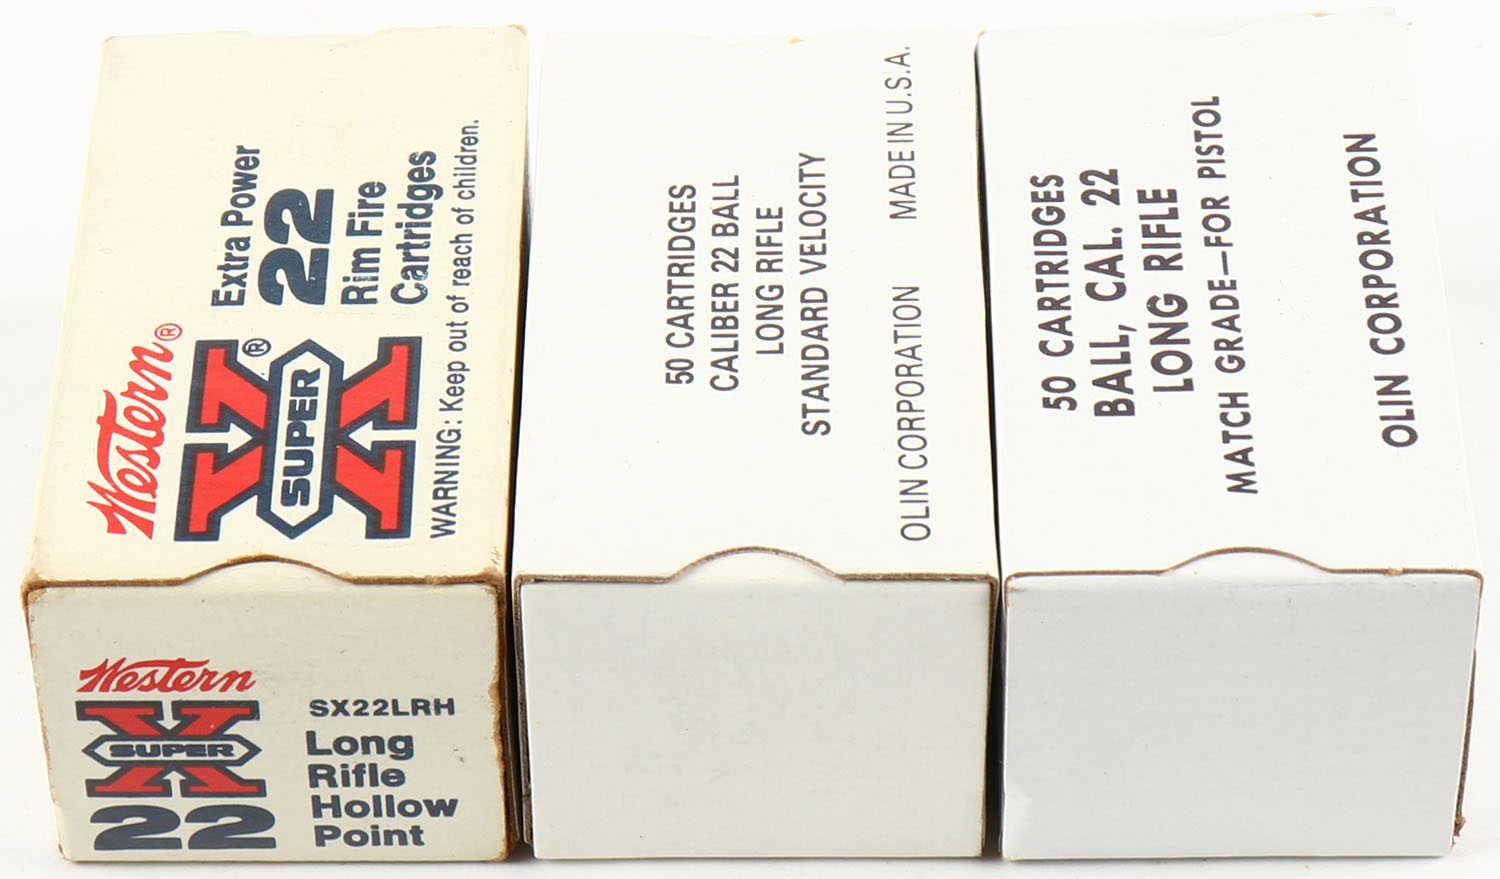 Western®
SUPER X®
Extra Power
22
Rim Fire
Cartridges
WARNING: Keep out of reach of children.
Western
SUPER X
22
SX22LRH
Long
Rifle
Hollow
Point
50 CARTRIDGES
CALIBER 22 BALL
LONG RIFLE
STANDARD VELOCITY
OLIN CORPORATION MADE IN U.S.A.
50 CARTRIDGES
BALL, CAL. 22
LONG RIFLE
MATCH GRADE—FOR PISTOL
OLIN CORPORATION